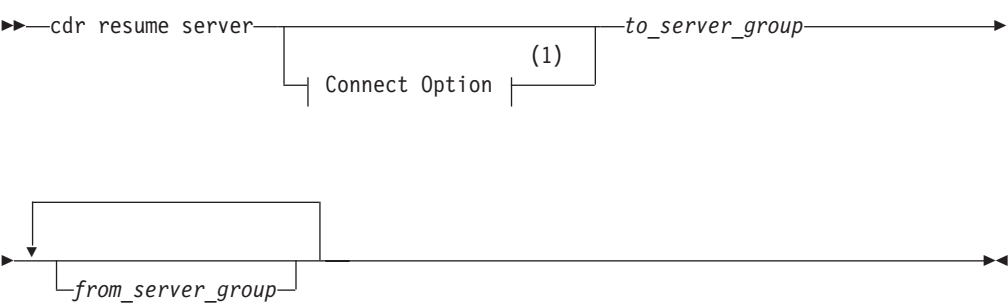 cdr resume server to_server_group
(1)
Connect Option
from_server_group